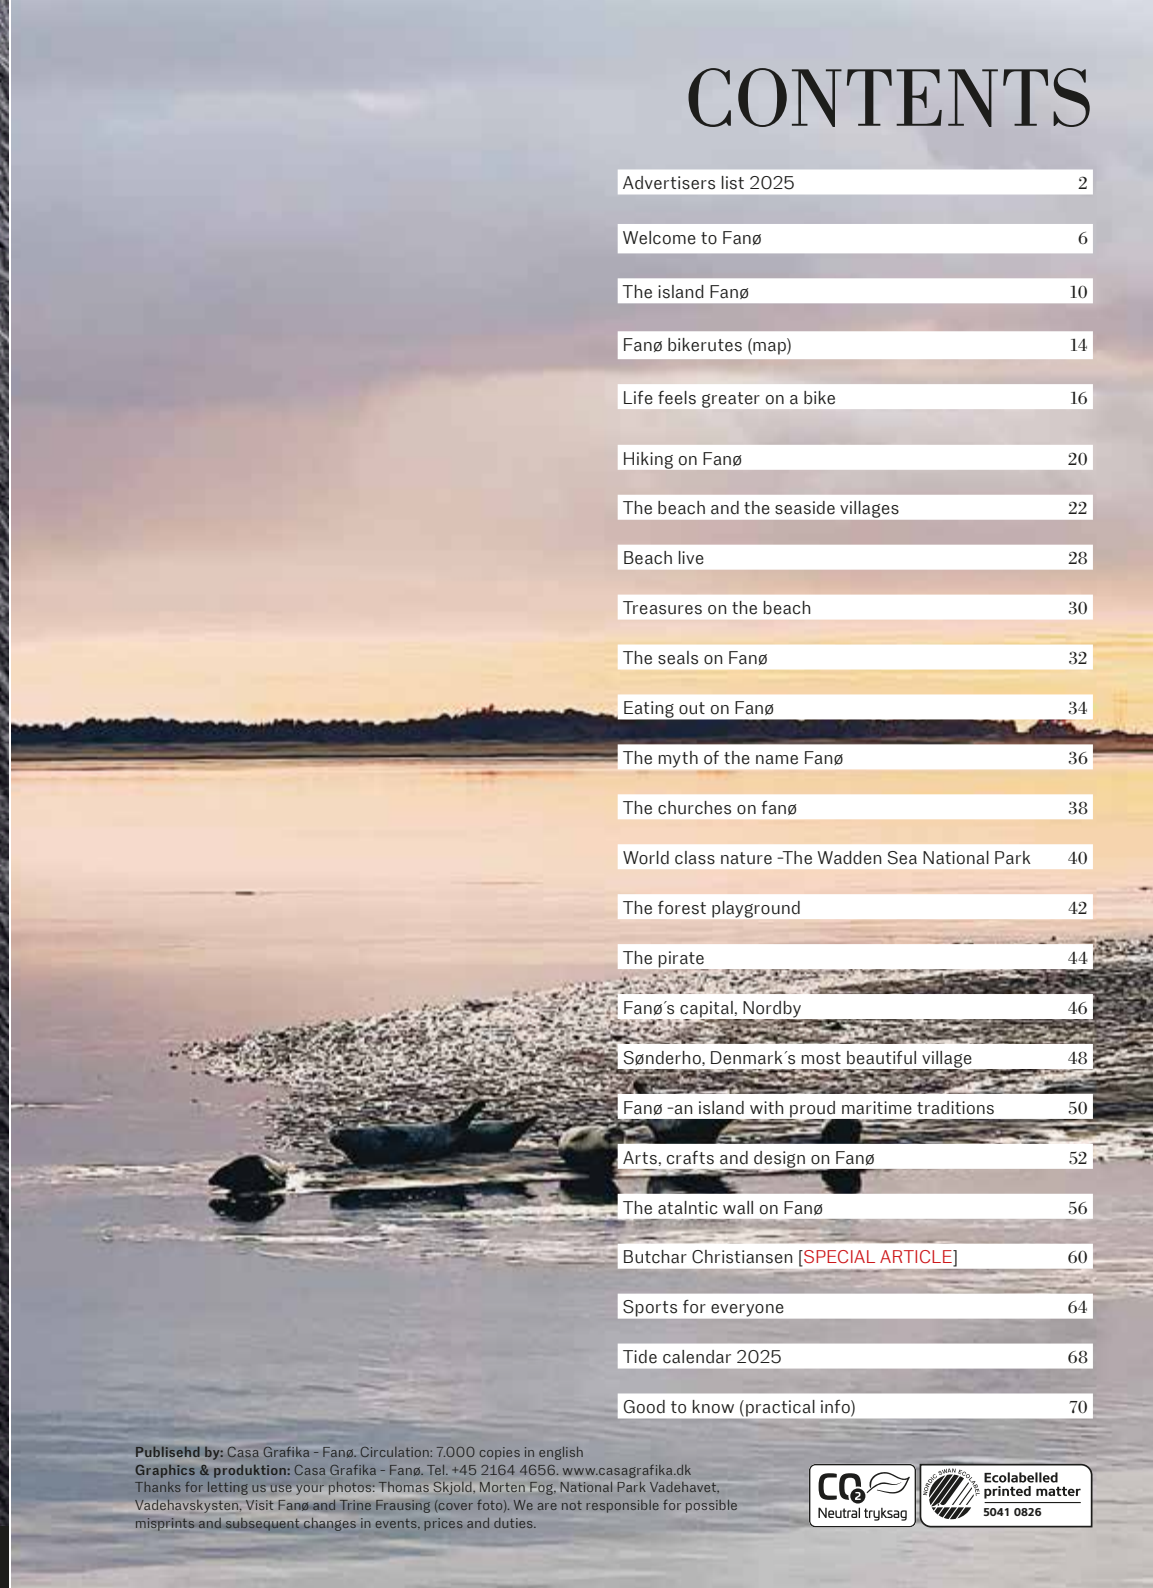 CONTENTS
Advertisers list 2025 2
Welcome to Fanø 6
The island Fanø 10
Fanø bikerutes (map) 14
Life feels greater on a bike 16
Hiking on Fanø 20
The beach and the seaside villages 22
Beach live 28
Treasures on the beach 30
The seals on Fanø 32
Eating out on Fanø 34
The myth of the name Fanø 36
The churches on fanø 38
World class nature -The Wadden Sea National Park 40
The forest playground 42
The pirate 44
Fanø´s capital, Nordby 46
Sønderho, Denmark´s most beautiful village 48
Fanø -an island with proud maritime traditions 50
Arts, crafts and design on Fanø 52
The atalntic wall on Fanø 56
Butchar Christiansen [SPECIAL ARTICLE] 60
Sports for everyone 64
Tide calendar 2025 68
Good to know (practical info) 70
Publisehd by: Casa Grafika - Fanø. Circulation: 7.000 copies in english
Graphics & produktion: Casa Grafika - Fanø. Tel. +45 2164 4656. www.casagrafika.dk
Thanks for letting us use your photos: Thomas Skjold, Morten Fog, National Park Vadehavet,
Vadehavskysten, Visit Fanø and Trine Frausing (cover foto). We are not responsible for possible
misprints and subsequent changes in events, prices and duties.
CO2
Neutral tryksag
NORDIC SWAN ECOLABEL
Ecolabelled
printed matter
5041 0826